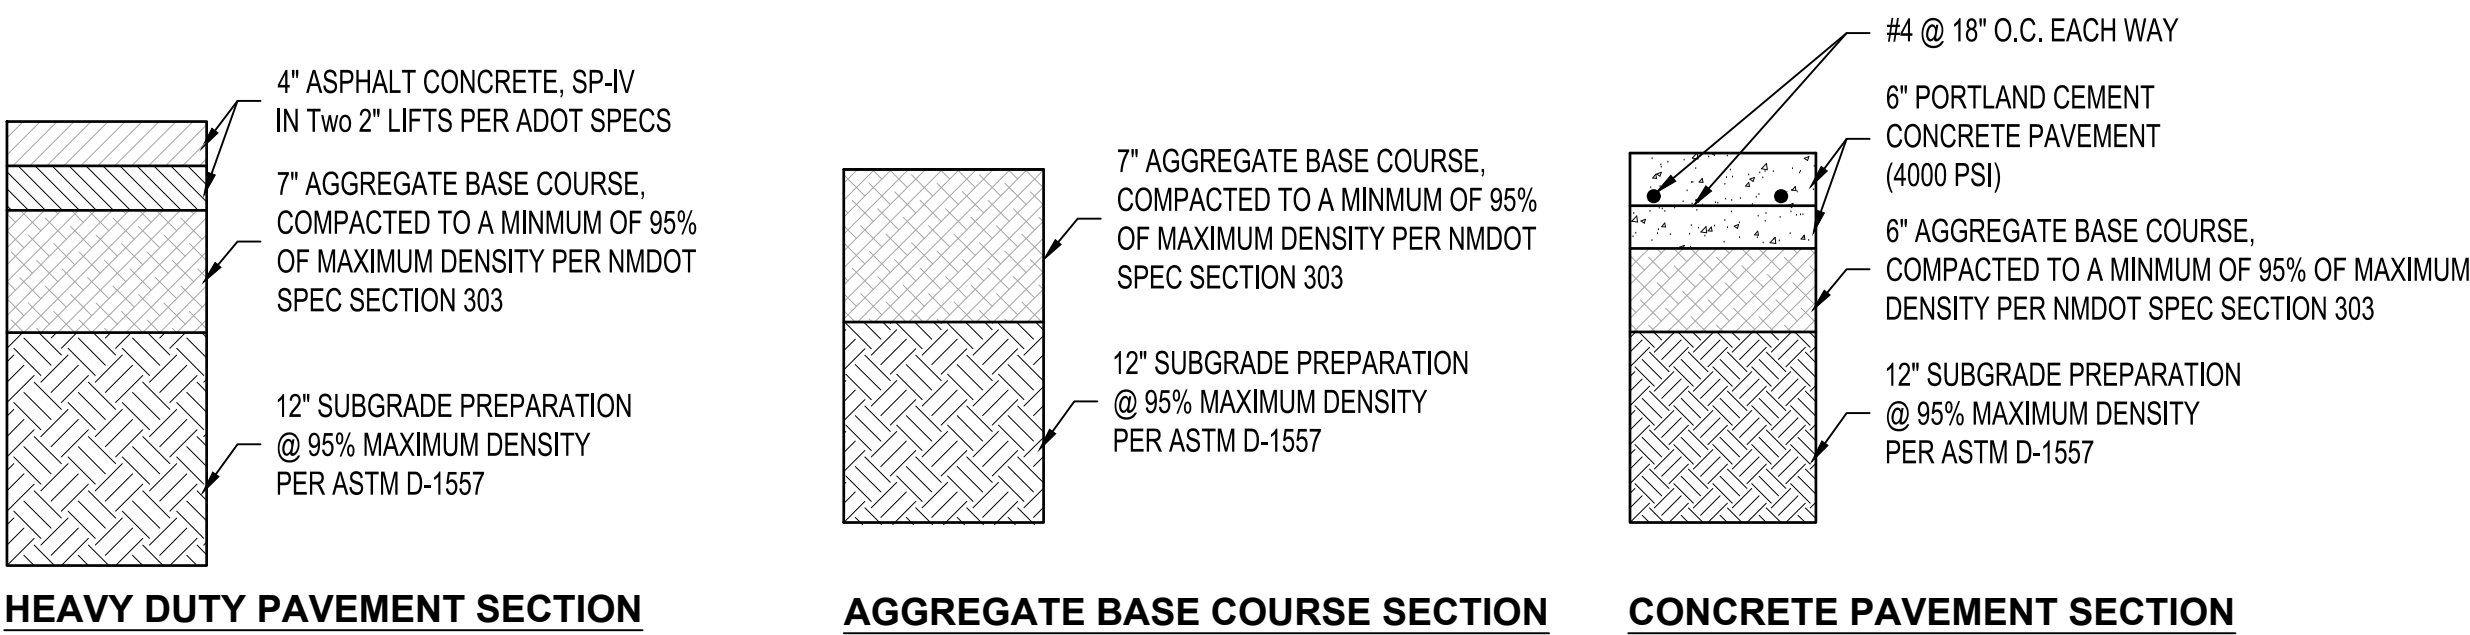 4" ASPHALT CONCRETE, SP-IV
IN Two 2" LIFTS PER ADOT SPECS
7" AGGREGATE BASE COURSE,
COMPACTED TO A MINMUM OF 95%
OF MAXIMUM DENSITY PER NMDOT
SPEC SECTION 303
12" SUBGRADE PREPARATION
@ 95% MAXIMUM DENSITY
PER ASTM D-1557
HEAVY DUTY PAVEMENT SECTION
7" AGGREGATE BASE COURSE,
COMPACTED TO A MINMUM OF 95%
OF MAXIMUM DENSITY PER NMDOT
SPEC SECTION 303
12" SUBGRADE PREPARATION
@ 95% MAXIMUM DENSITY
PER ASTM D-1557
AGGREGATE BASE COURSE SECTION
#4 @ 18" O.C. EACH WAY
6" PORTLAND CEMENT
CONCRETE PAVEMENT
(4000 PSI)
6" AGGREGATE BASE COURSE,
COMPACTED TO A MINMUM OF 95% OF MAXIMUM
DENSITY PER NMDOT SPEC SECTION 303
12" SUBGRADE PREPARATION
@ 95% MAXIMUM DENSITY
PER ASTM D-1557
CONCRETE PAVEMENT SECTION